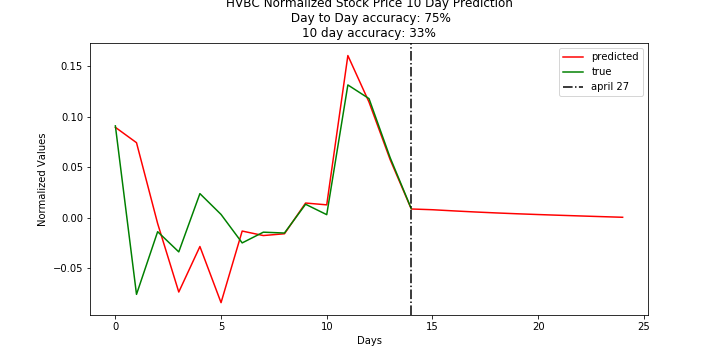 HVBC Normalized Stock Price 10 Day Prediction
Day to Day accuracy: 75%
10 day accuracy: 33%
predicted
true
april 27
0.15
0.10
0.05
0.00
−0.05
Normalized Values
0
5
10
15
20
25
Days